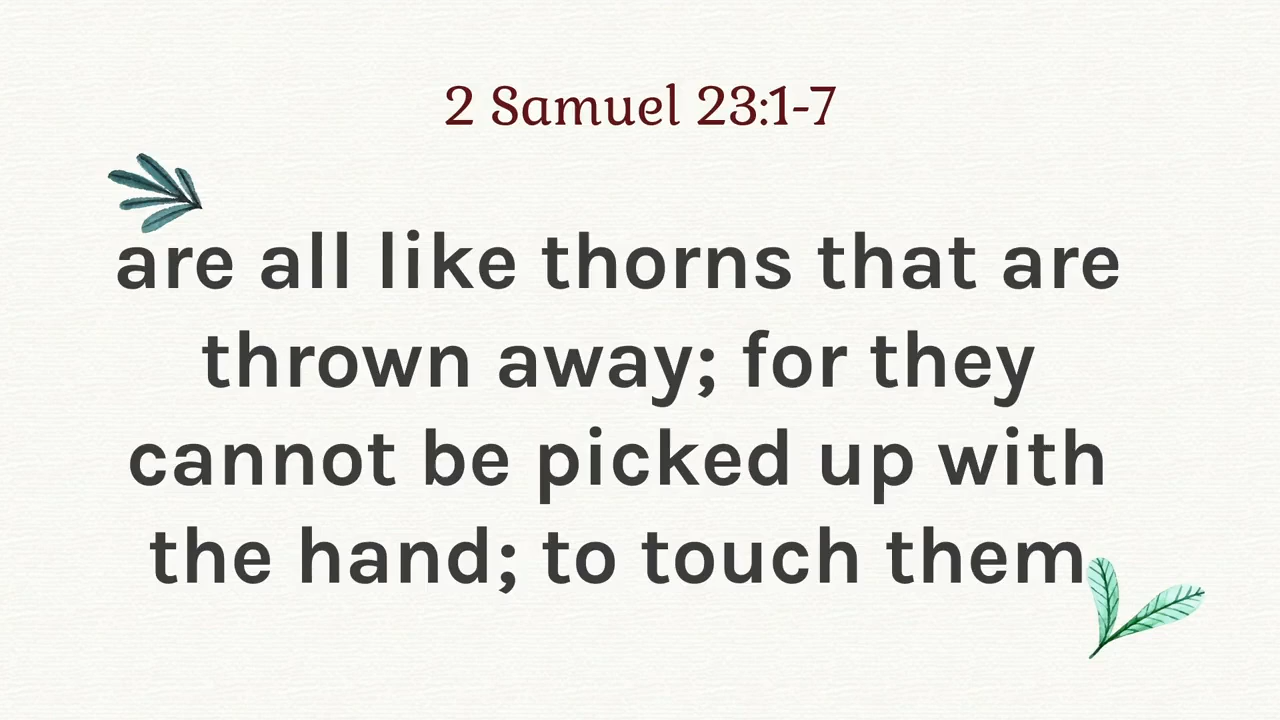 2 Samuel 23:1-7
are all like thorns that are
thrown away; for they
cannot be picked up with
the hand; to touch them